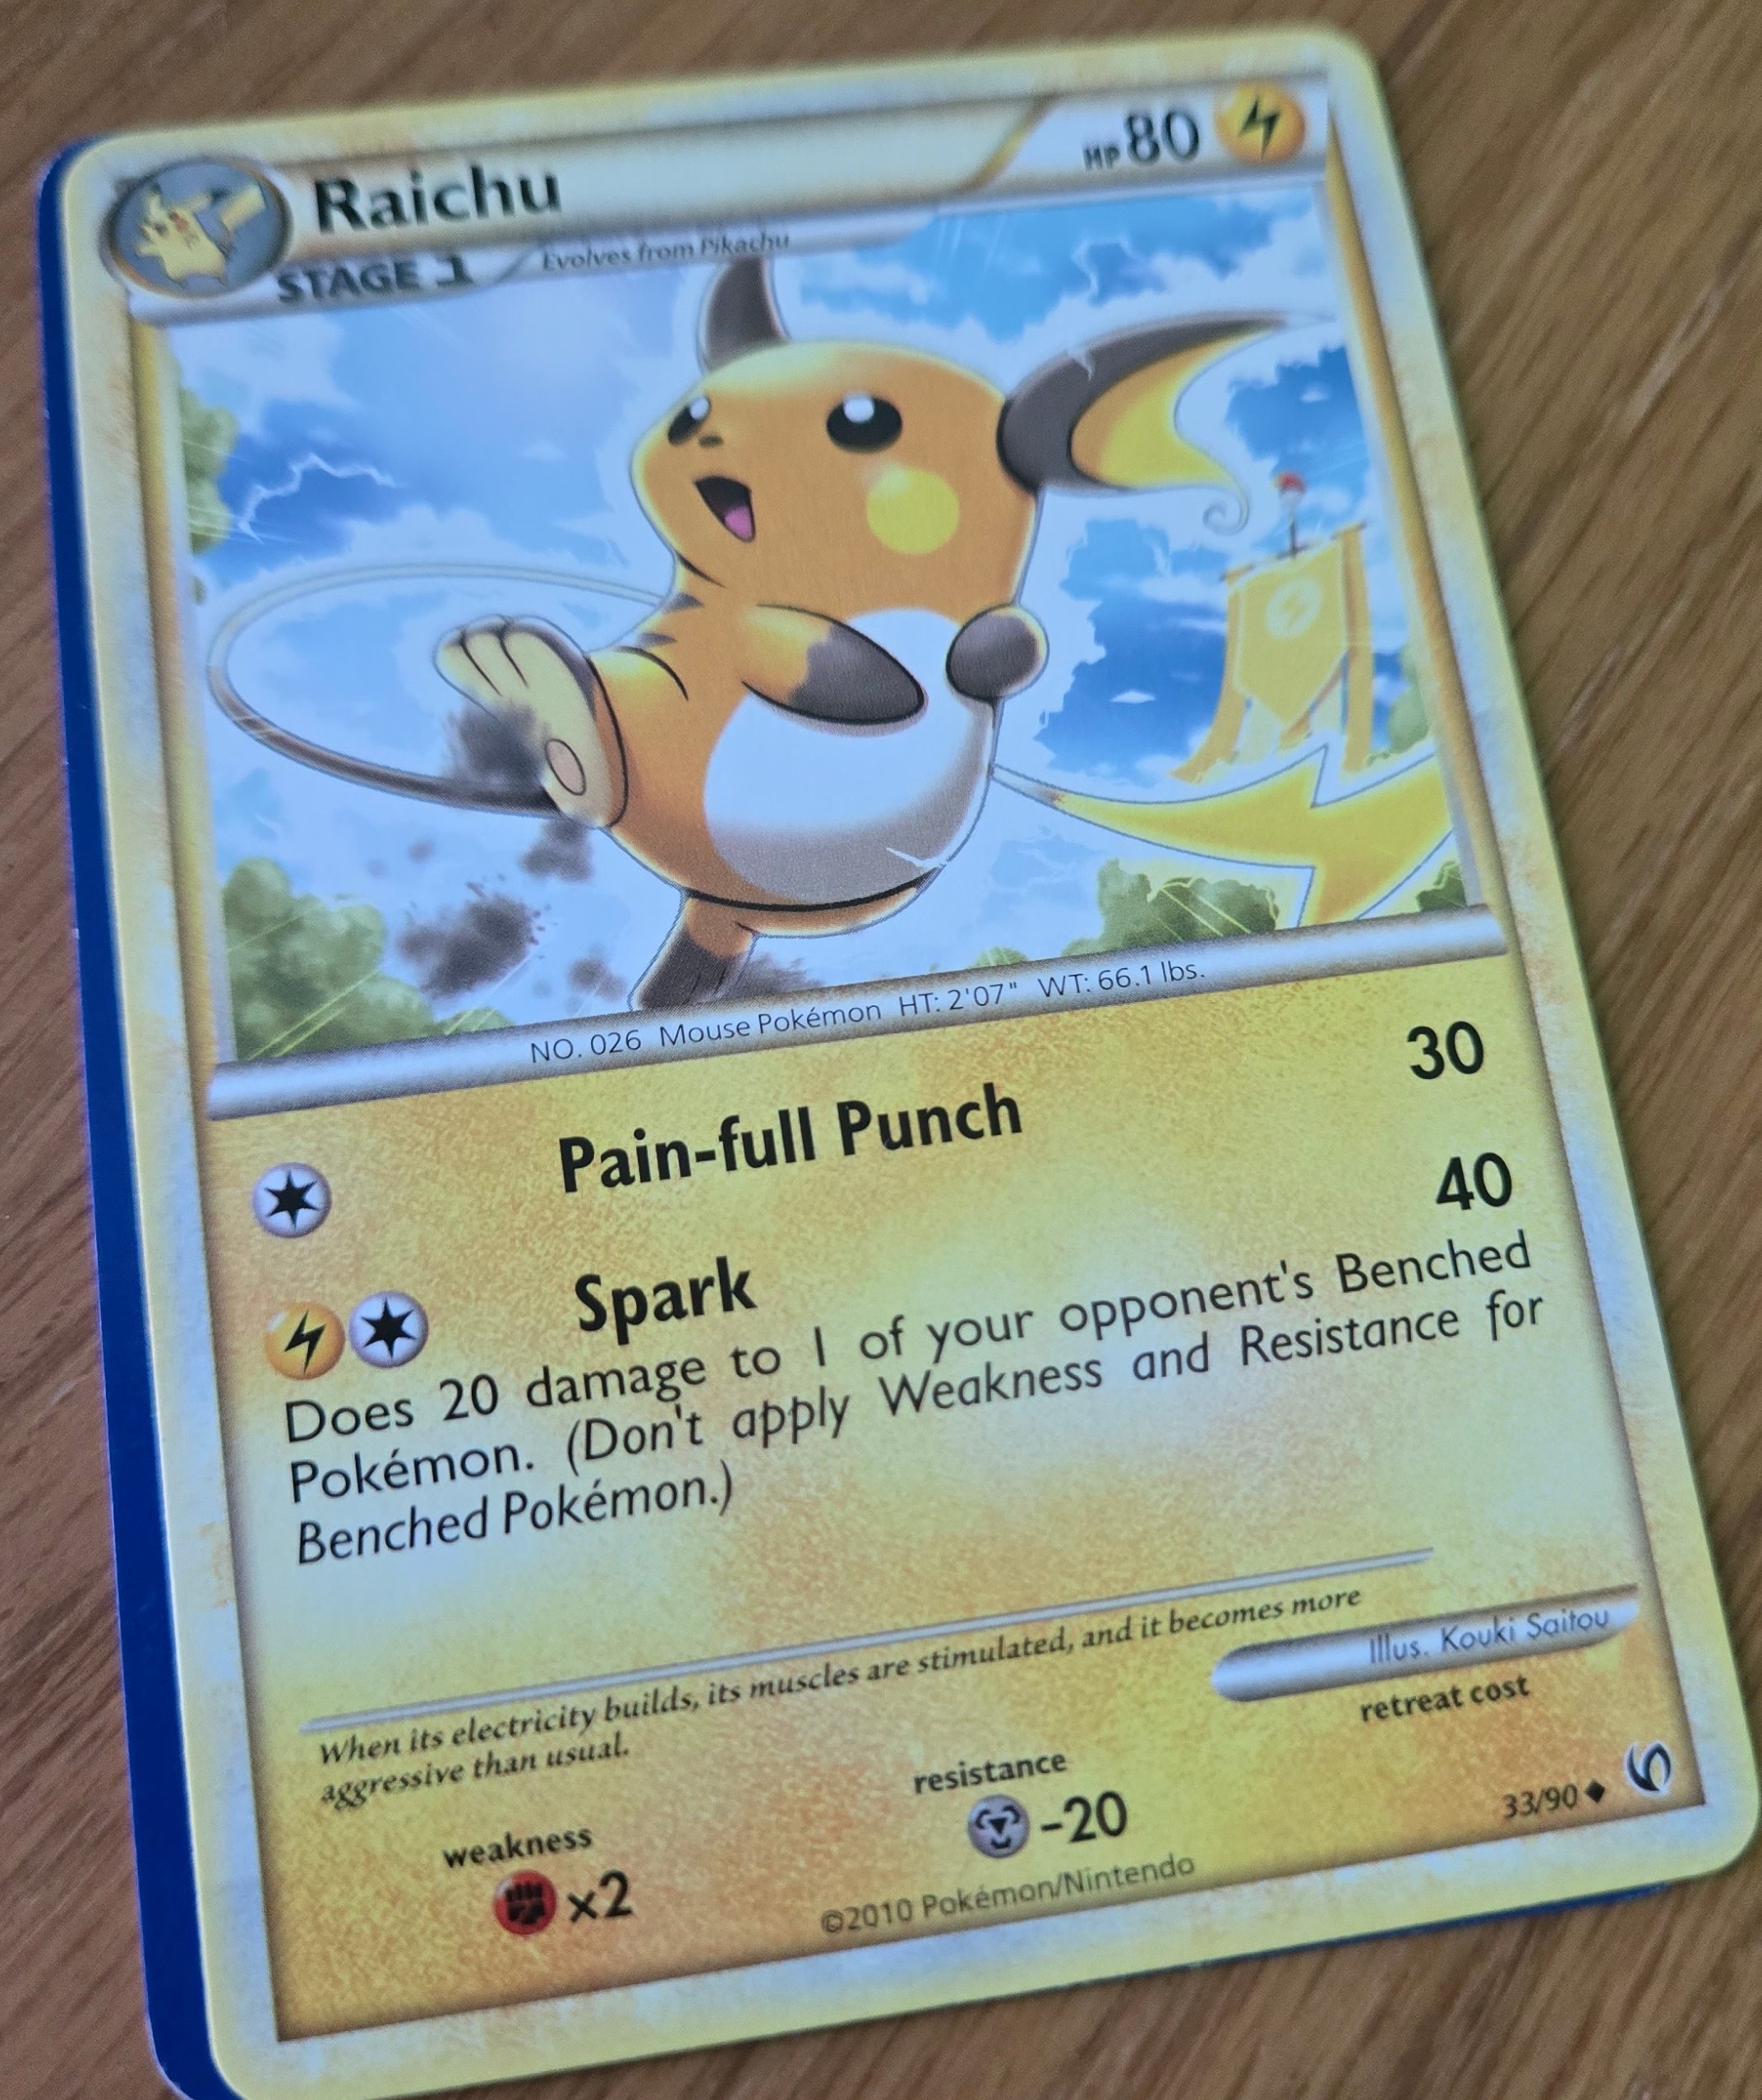 Raichu
HP 80
STAGE 1
Evolves from Pikachu
NO. 026 Mouse Pokémon HT: 2'07" WT: 66.1 lbs.
Pain-full Punch 30
Spark 40
Does 20 damage to 1 of your opponent's Benched
Pokémon. (Don't apply Weakness and Resistance for
Benched Pokémon.)
When its electricity builds, its muscles are stimulated, and it becomes more
aggressive than usual.
Illus. Kouki Saitou
weakness
×2
resistance
-20
retreat cost
33/90
©2010 Pokémon/Nintendo